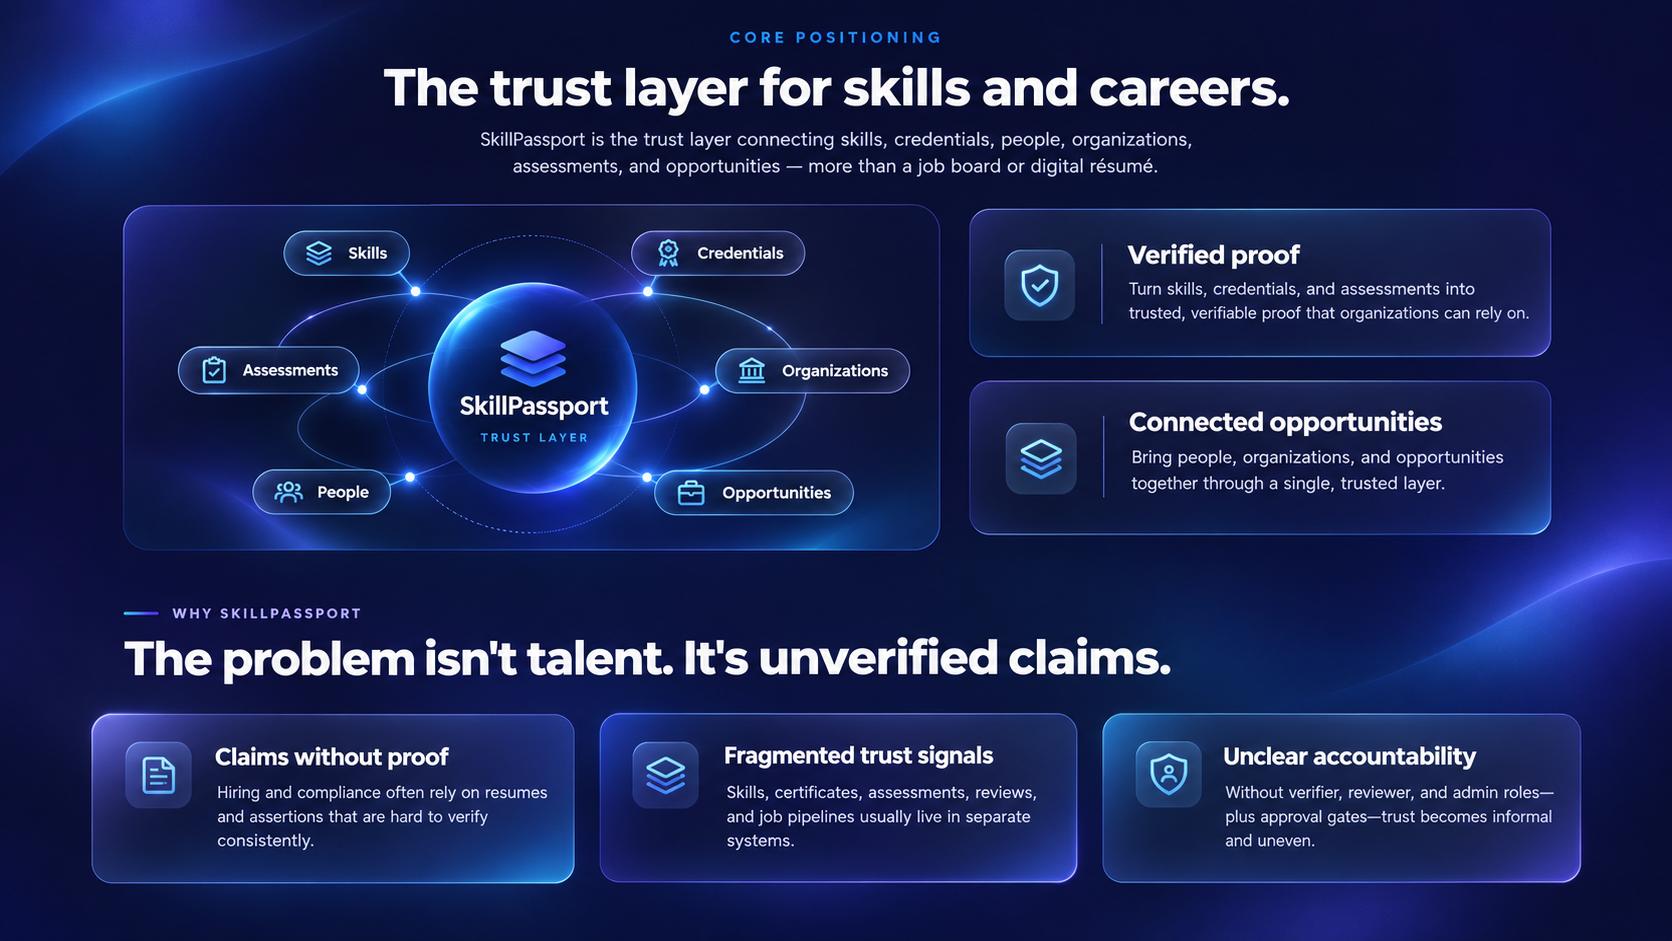 CORE POSITIONING
The trust layer for skills and careers.
SkillPassport is the trust layer connecting skills, credentials, people, organizations,
assessments, and opportunities — more than a job board or digital résumé.
Skills
Credentials
Assessments
Organizations
SkillPassport
TRUST LAYER
People
Opportunities
Verified proof
Turn skills, credentials, and assessments into
trusted, verifiable proof that organizations can rely on.
Connected opportunities
Bring people, organizations, and opportunities
together through a single, trusted layer.
WHY SKILLPASSPORT
The problem isn't talent. It's unverified claims.
Claims without proof
Hiring and compliance often rely on resumes
and assertions that are hard to verify
consistently.
Fragmented trust signals
Skills, certificates, assessments, reviews,
and job pipelines usually live in separate
systems.
Unclear accountability
Without verifier, reviewer, and admin roles—
plus approval gates—trust becomes informal
and uneven.